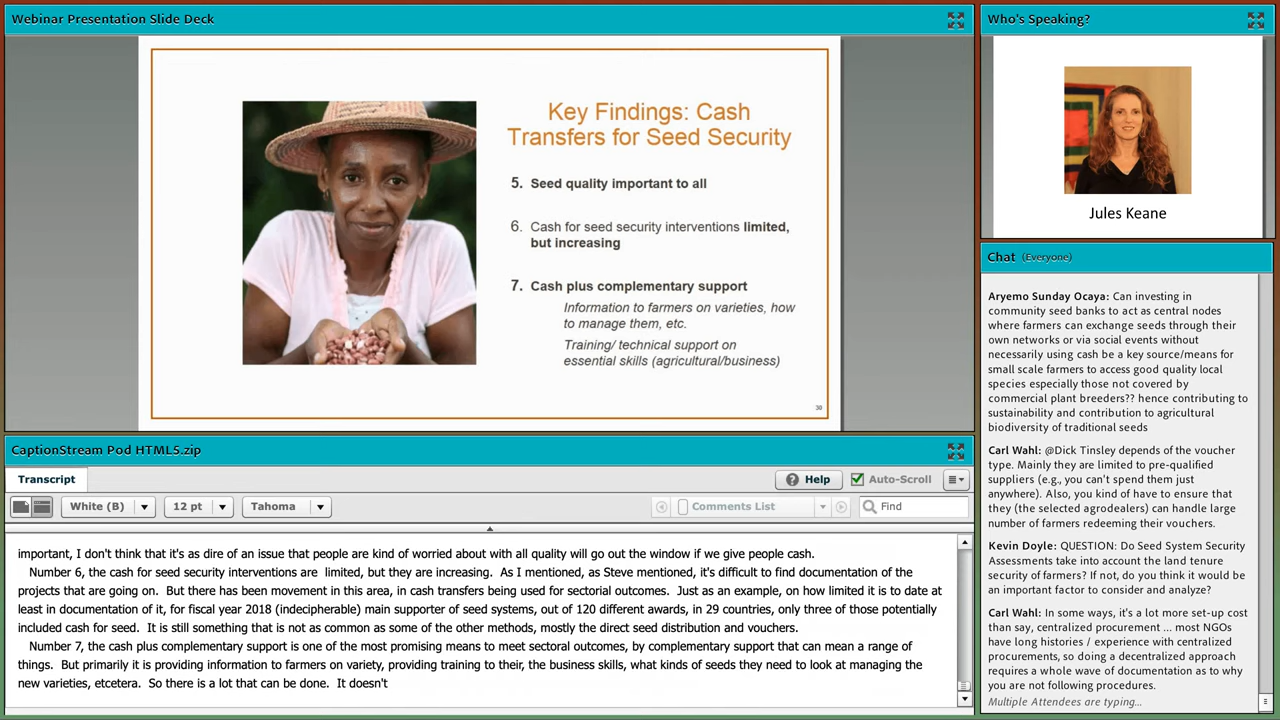 Webinar Presentation Slide Deck
Key Findings: Cash
Transfers for Seed Security
5. Seed quality important to all
6. Cash for seed security interventions limited,
but increasing
7. Cash plus complementary support
Information to farmers on varieties, how
to manage them, etc.
Training/ technical support on
essential skills (agricultural/business)
30
Who's Speaking?
Jules Keane
Chat (Everyone)
Aryemo Sunday Ocaya: Can investing in
community seed banks to act as central nodes
where farmers can exchange seeds through their
own networks or via social events without
necessarily using cash be a key source/means for
small scale farmers to access good quality local
species especially those not covered by
commercial plant breeders?? hence contributing to
sustainability and contribution to agricultural
biodiversity of traditional seeds
Carl Wahl: @Dick Tinsley depends of the voucher
type. Mainly they are limited to pre-qualified
suppliers (e.g., you can't spend them just
anywhere). Also, you kind of have to ensure that
they (the selected agrodealers) can handle large
number of farmers redeeming their vouchers.
Kevin Doyle: QUESTION: Do Seed System Security
Assessments take into account the land tenure
security of farmers? If not, do you think it would be
an important factor to consider and analyze?
Carl Wahl: In some ways, it's a lot more set-up cost
than say, centralized procurement ... most NGOs
have long histories / experience with centralized
procurements, so doing a decentralized approach
requires a whole wave of documentation as to why
you are not following procedures.
Multiple Attendees are typing...
CaptionStream Pod HTML5.zip
Transcript
Help
Auto-Scroll
White (B)
12 pt
Tahoma
Comments List
Find
important, I don't think that it's as dire of an issue that people are kind of worried about with all quality will go out the window if we give people cash.
Number 6, the cash for seed security interventions are limited, but they are increasing. As I mentioned, as Steve mentioned, it's difficult to find documentation of the
projects that are going on. But there has been movement in this area, in cash transfers being used for sectorial outcomes. Just as an example, on how limited it is to date at
least in documentation of it, for fiscal year 2018 (indecipherable) main supporter of seed systems, out of 120 different awards, in 29 countries, only three of those potentially
included cash for seed. It is still something that is not as common as some of the other methods, mostly the direct seed distribution and vouchers.
Number 7, the cash plus complementary support is one of the most promising means to meet sectoral outcomes, by complementary support that can mean a range of
things. But primarily it is providing information to farmers on variety, providing training to their, the business skills, what kinds of seeds they need to look at managing the
new varieties, etcetera. So there is a lot that can be done. It doesn't